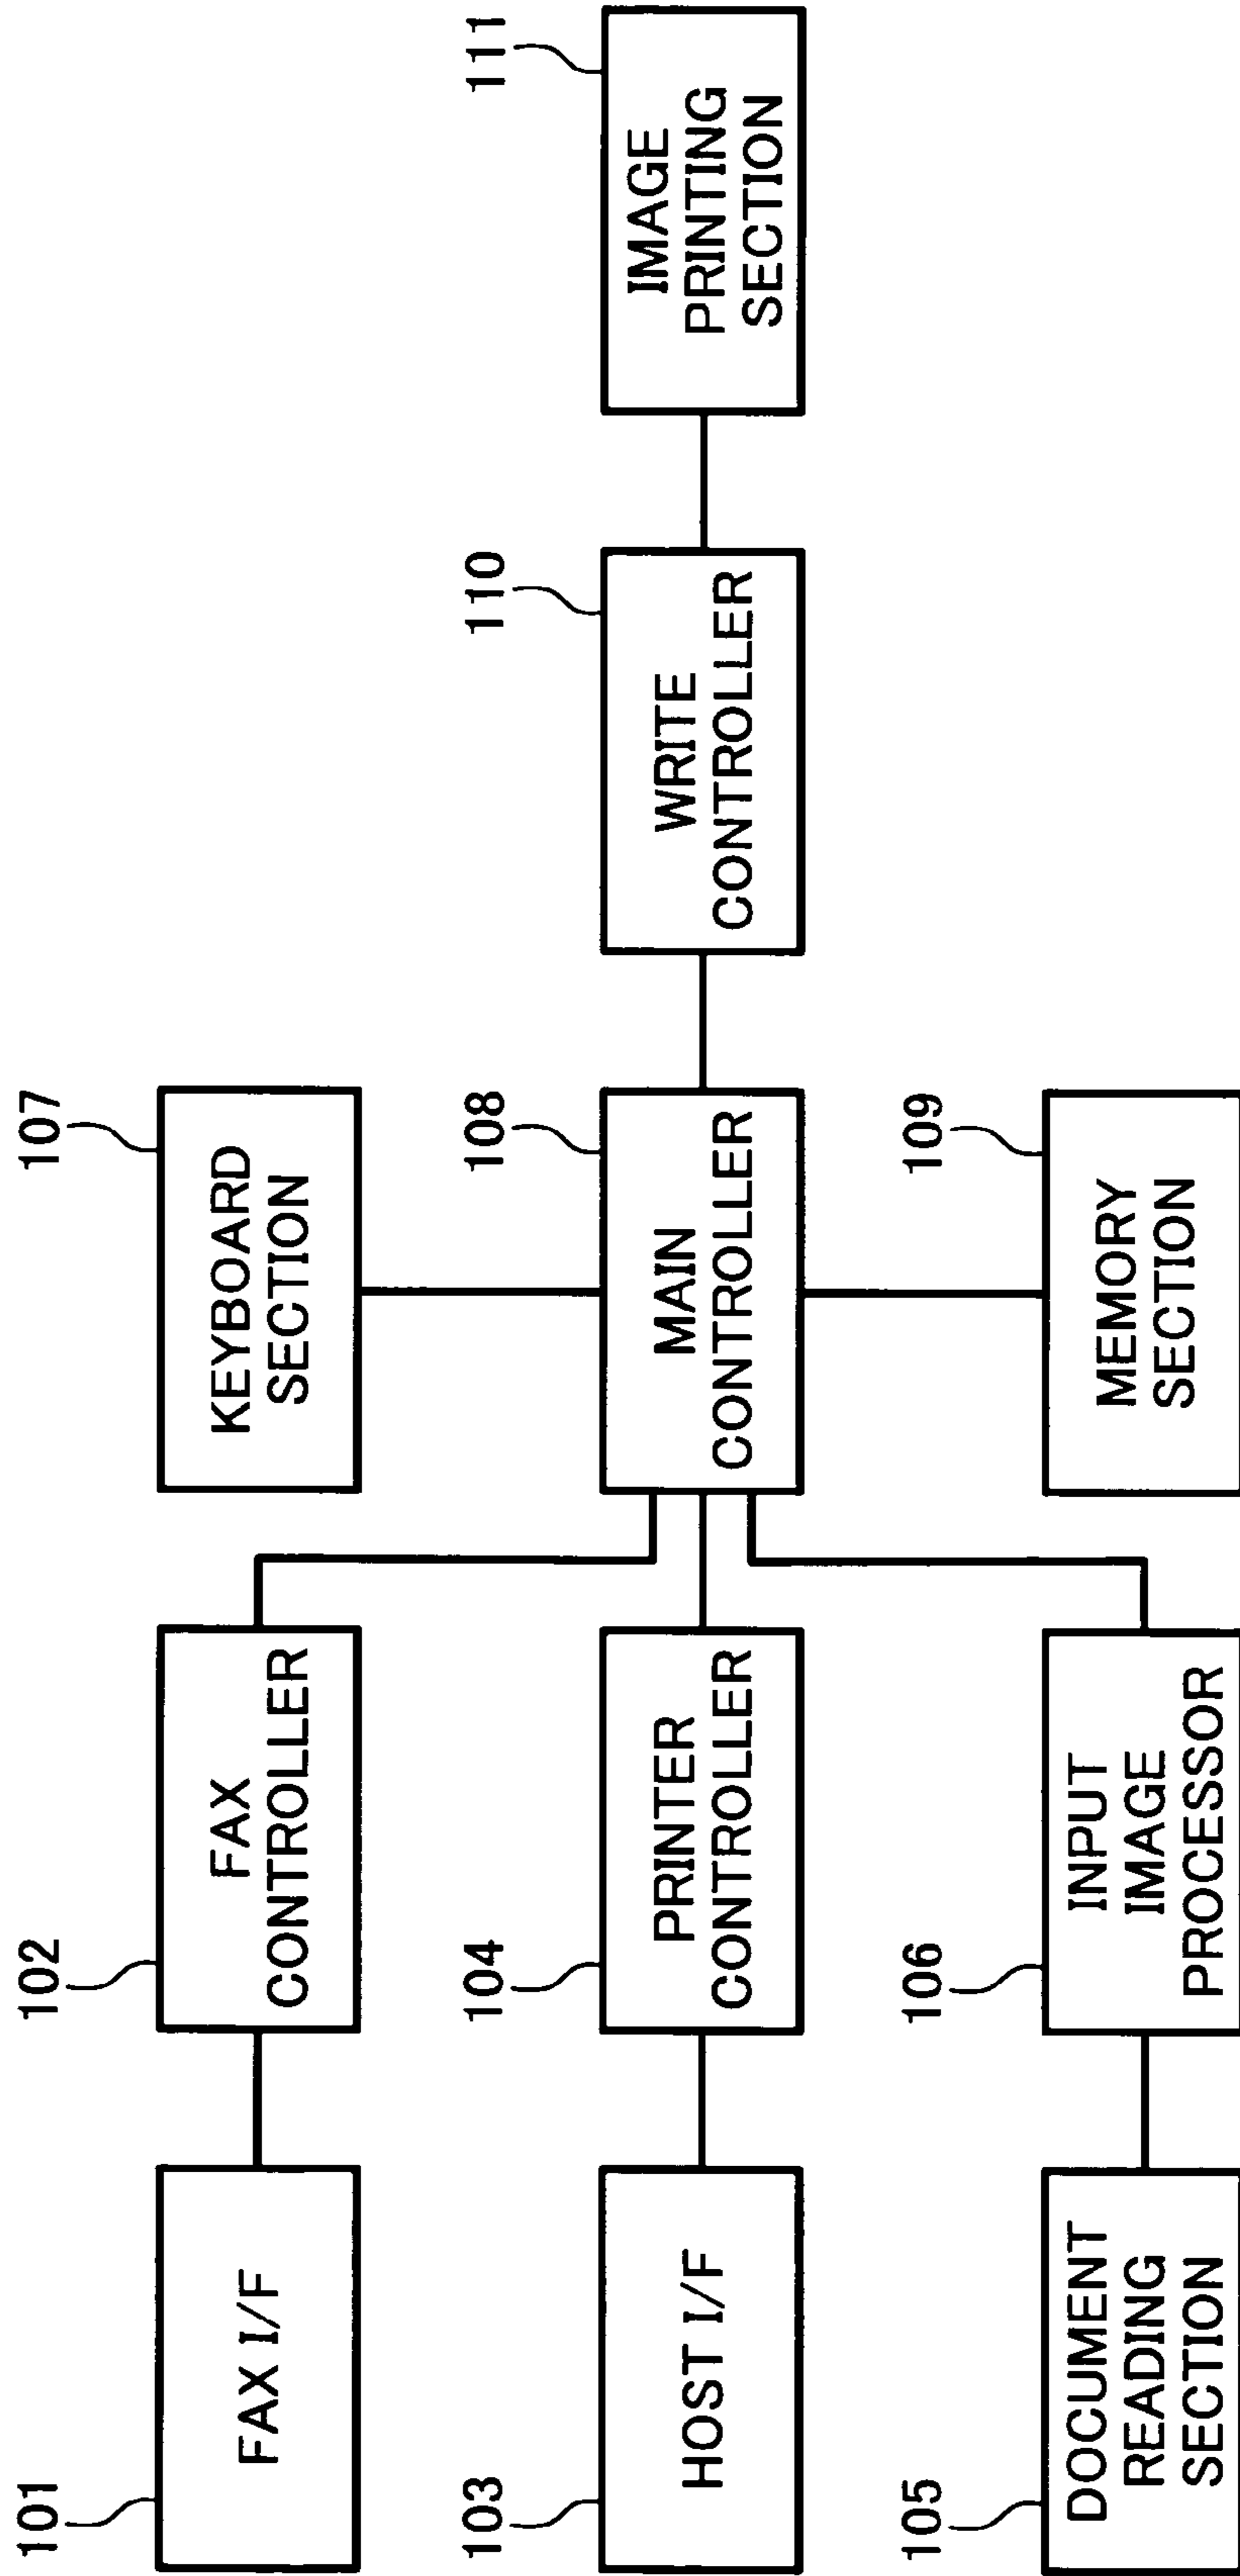 101
FAX I/F
102
FAX
CONTROLLER
107
KEYBOARD
SECTION
103
HOST I/F
104
PRINTER
CONTROLLER
108
MAIN
CONTROLLER
110
WRITE
CONTROLLER
111
IMAGE
PRINTING
SECTION
105
DOCUMENT
READING
SECTION
106
INPUT
IMAGE
PROCESSOR
109
MEMORY
SECTION